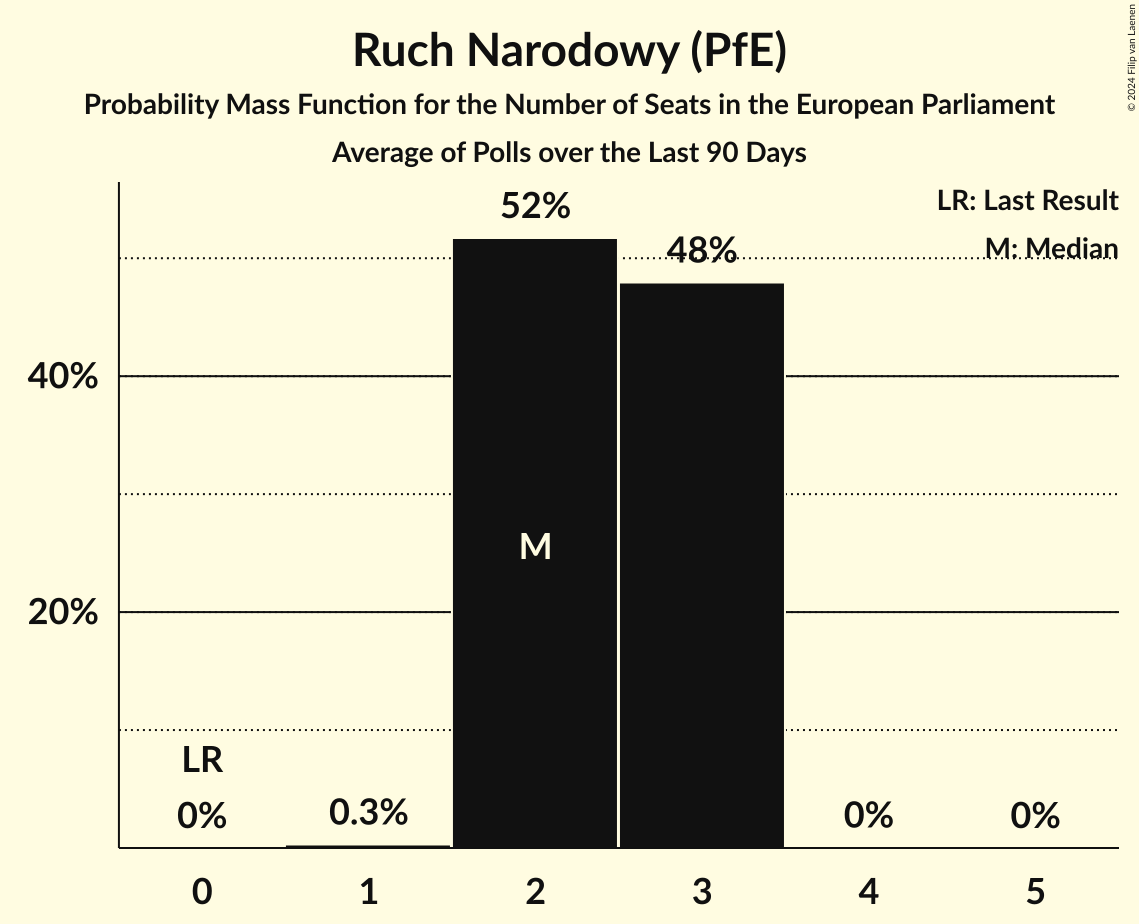 Ruch Narodowy (PfE)
Probability Mass Function for the Number of Seats in the European Parliament
Average of Polls over the Last 90 Days
© 2024 Filip van Laenen
LR: Last Result
M: Median
52%
48%
40%
M
20%
LR
0%
0.3%
0%
0%
0 1 2 3 4 5